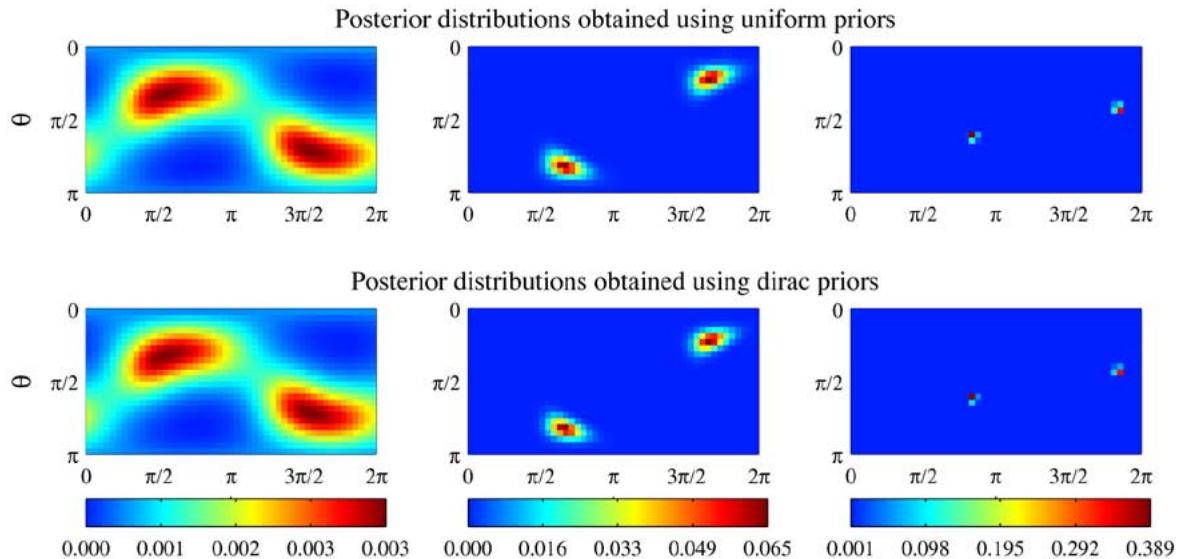 Posterior distributions obtained using uniform priors
0 0 0
θ π/2 π/2 π/2
π π π
0 π/2 π 3π/2 2π 0 π/2 π 3π/2 2π 0 π/2 π 3π/2 2π
Posterior distributions obtained using dirac priors
0 0 0
θ π/2 π/2 π/2
π π π
0 π/2 π 3π/2 2π 0 π/2 π 3π/2 2π 0 π/2 π 3π/2 2π
0.000 0.001 0.002 0.003 0.003 0.000 0.016 0.033 0.049 0.065 0.001 0.098 0.195 0.292 0.389